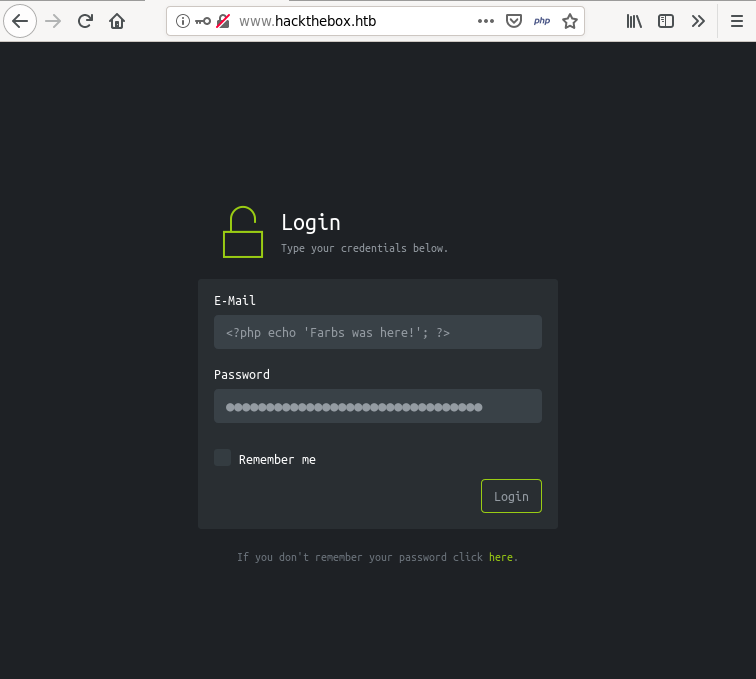 www.hackthebox.htb
php
Login
Type your credentials below.
E-Mail
<?php echo 'Farbs was here!'; ?>
Password
Remember me
Login
If you don't remember your password click here.